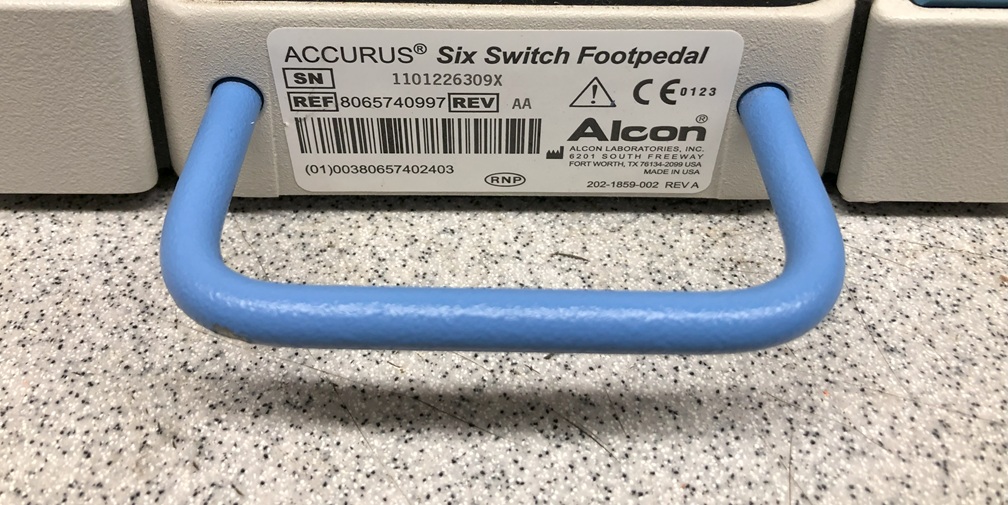 ACCURUS® Six Switch Footpedal
SN 1101226309X
REF 8065740997 REV AA
CE 0123
Alcon®
ALCON LABORATORIES, INC.
6201 SOUTH FREEWAY
FORT WORTH, TX 76134-2099 USA
MADE IN USA
(01)00380657402403
RNP
202-1859-002 REV A